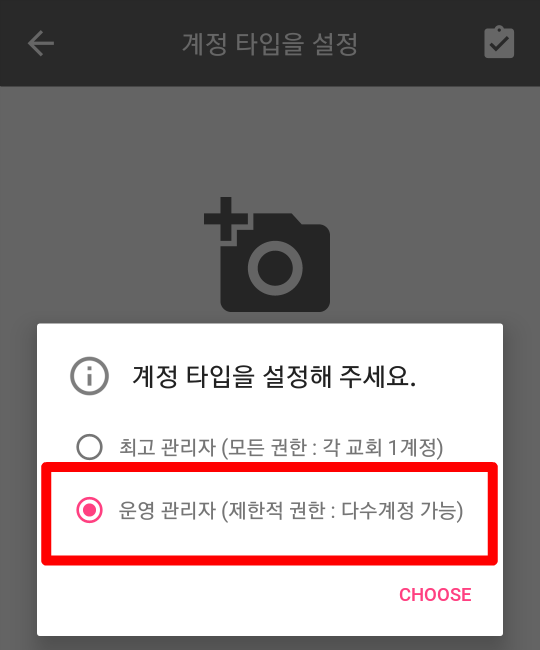 계정 타입을 설정
계정 타입을 설정해 주세요.
최고 관리자 (모든 권한 : 각 교회 1계정)
운영 관리자 (제한적 권한 : 다수계정 가능)
CHOOSE